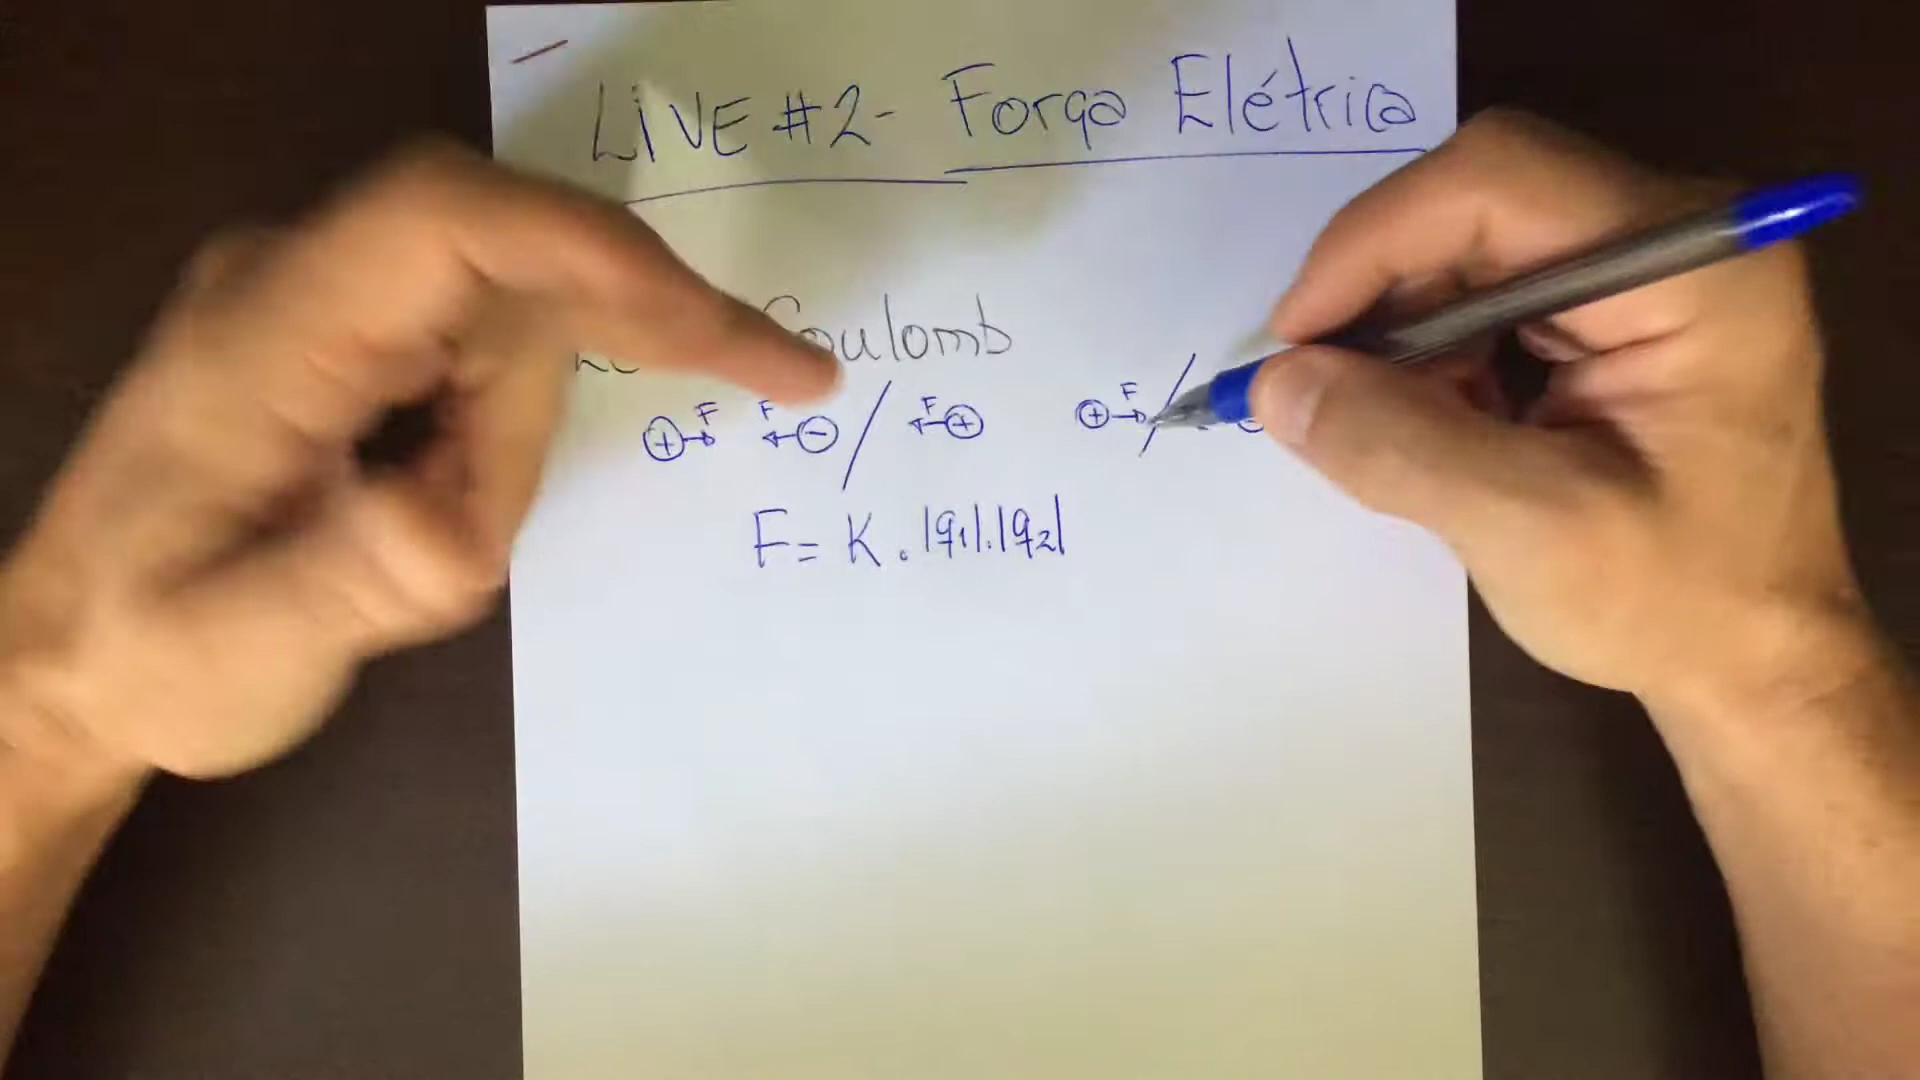 LIVE #2 - Força Elétrica
Coulomb
+ F F - / F + + F /
F = K . |q1|.|q2|